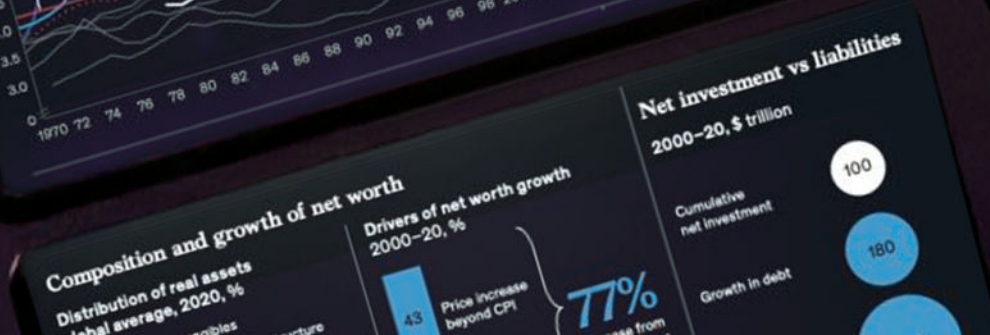 3.5
3.0
0
1970 72 74 76 78 80 82 84 86 88 90 92 94 96 98
Composition and growth of net worth
Distribution of real assets
average, 2020, %
Drivers of net worth growth
2000–20, %
43
Price increase
beyond CPI
77%
from
Net investment vs liabilities
2000–20, $ trillion
Cumulative
net investment
100
Growth in debt
180